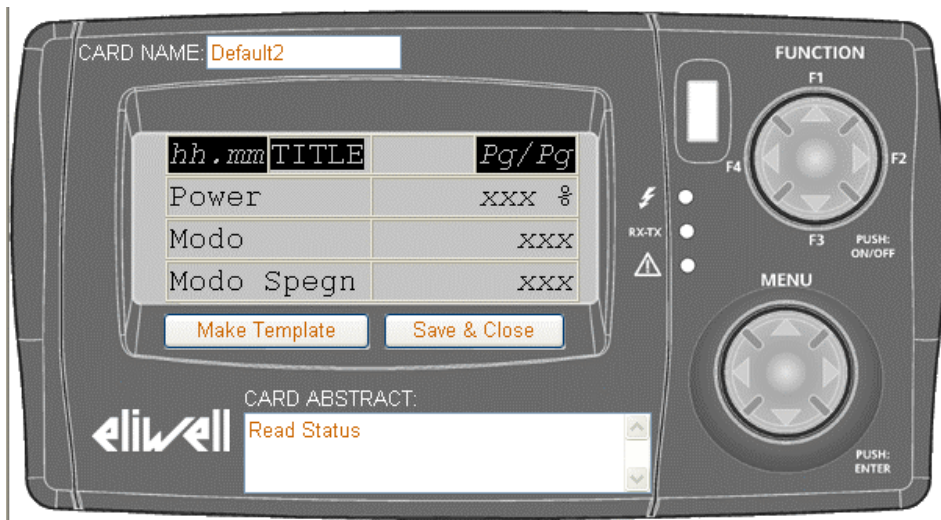 CARD NAME: Default2
hh.mm TITLE Pg/Pg
Power xxx %
Modo xxx
Modo Spegn xxx
Make Template Save & Close
CARD ABSTRACT:
Read Status
eliwell
RX-TX
FUNCTION
F1
F4
F2
F3
PUSH:
ON/OFF
MENU
PUSH:
ENTER